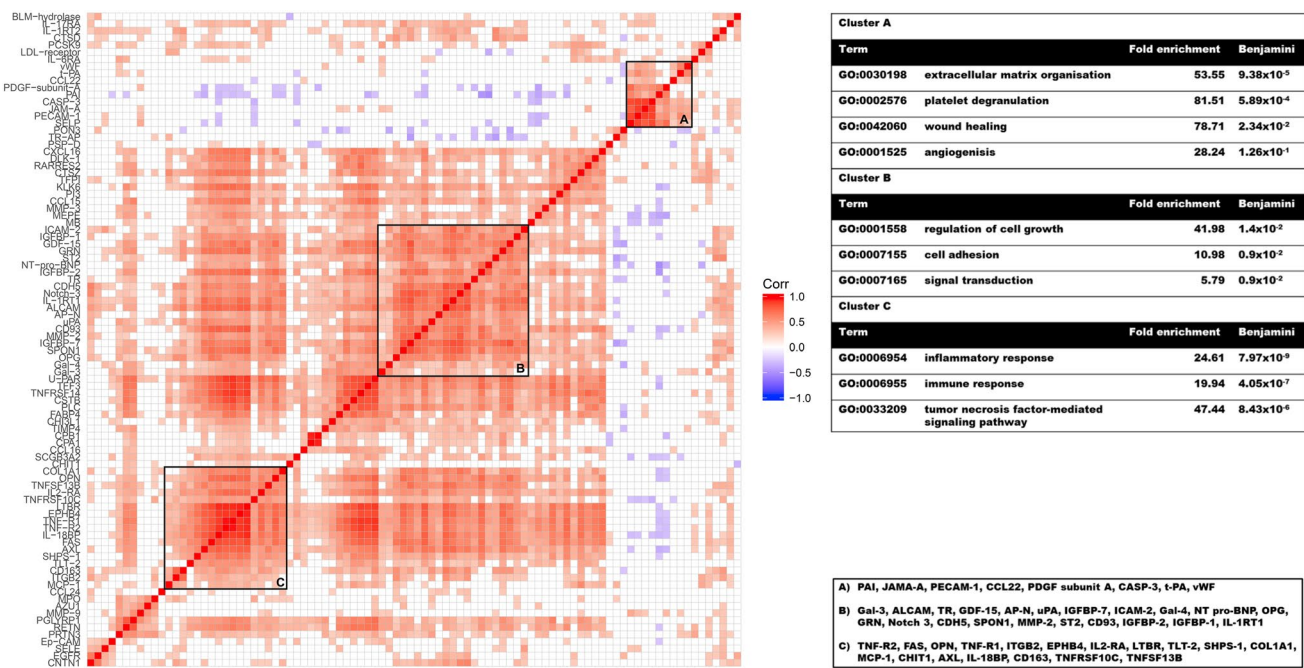 BLM-hydrolase
IL-17RA
IL-1RT2
CTSD
PCSK9
LDL-receptor
IL-6RA
vWF
t-PA
CCL22
PDGF-subunit-A
PAI
CASP-3
JAM-A
PECAM-1
SELP
PON3
TR-AP
PSP-D
CXCL16
DLK-1
RARRES2
CTSZ
TFPI
KLK6
PI3
CCL15
MMP-3
MEPE
MB
ICAM-2
IGFBP-1
GDF-15
GRN
ST2
NT-pro-BNP
IGFBP-2
TR
CDH5
Notch-3
IL-1RT1
ALCAM
AP-N
uPA
CD93
MMP-2
IGFBP-7
SPON1
OPG
Gal-4
Gal-3
U-PAR
TFF3
TNFRSF14
CSTB
PLC
FABP4
CHI3L1
TIMP4
CPB1
CPA1
CCL16
SCGB3A2
CHIT1
COL1A1
OPN
TNFSF13B
IL2-RA
TNFRSF10C
LTBR
EPHB4
TNF-R1
TNF-R2
IL-18BP
FAS
AXL
SHPS-1
TLT-2
CD163
ITGB2
MCP-1
CCL24
MPO
AZU1
MMP-9
PGLYRP1
RETN
PRTN3
Ep-CAM
SELE
EGFR
CNTN1
A
B
C
Corr
1.0
0.5
0.0
-0.5
-1.0
Cluster A
Term Fold enrichment Benjamini
GO:0030198 extracellular matrix organisation 53.55 9.38x10-5
GO:0002576 platelet degranulation 81.51 5.89x10-4
GO:0042060 wound healing 78.71 2.34x10-2
GO:0001525 angiogenisis 28.24 1.26x10-1
Cluster B
Term Fold enrichment Benjamini
GO:0001558 regulation of cell growth 41.98 1.4x10-2
GO:0007155 cell adhesion 10.98 0.9x10-2
GO:0007165 signal transduction 5.79 0.9x10-2
Cluster C
Term Fold enrichment Benjamini
GO:0006954 inflammatory response 24.61 7.97x10-9
GO:0006955 immune response 19.94 4.05x10-7
GO:0033209 tumor necrosis factor-mediated 47.44 8.43x10-6
signaling pathway
A) PAI, JAMA-A, PECAM-1, CCL22, PDGF subunit A, CASP-3, t-PA, vWF
B) Gal-3, ALCAM, TR, GDF-15, AP-N, uPA, IGFBP-7, ICAM-2, Gal-4, NT pro-BNP, OPG,
GRN, Notch 3, CDH5, SPON1, MMP-2, ST2, CD93, IGFBP-2, IGFBP-1, IL-1RT1
C) TNF-R2, FAS, OPN, TNF-R1, ITGB2, EPHB4, IL2-RA, LTBR, TLT-2, SHPS-1, COL1A1,
MCP-1, CHIT1, AXL, IL-18BP, CD163, TNFRSF10C, TNFSF13B